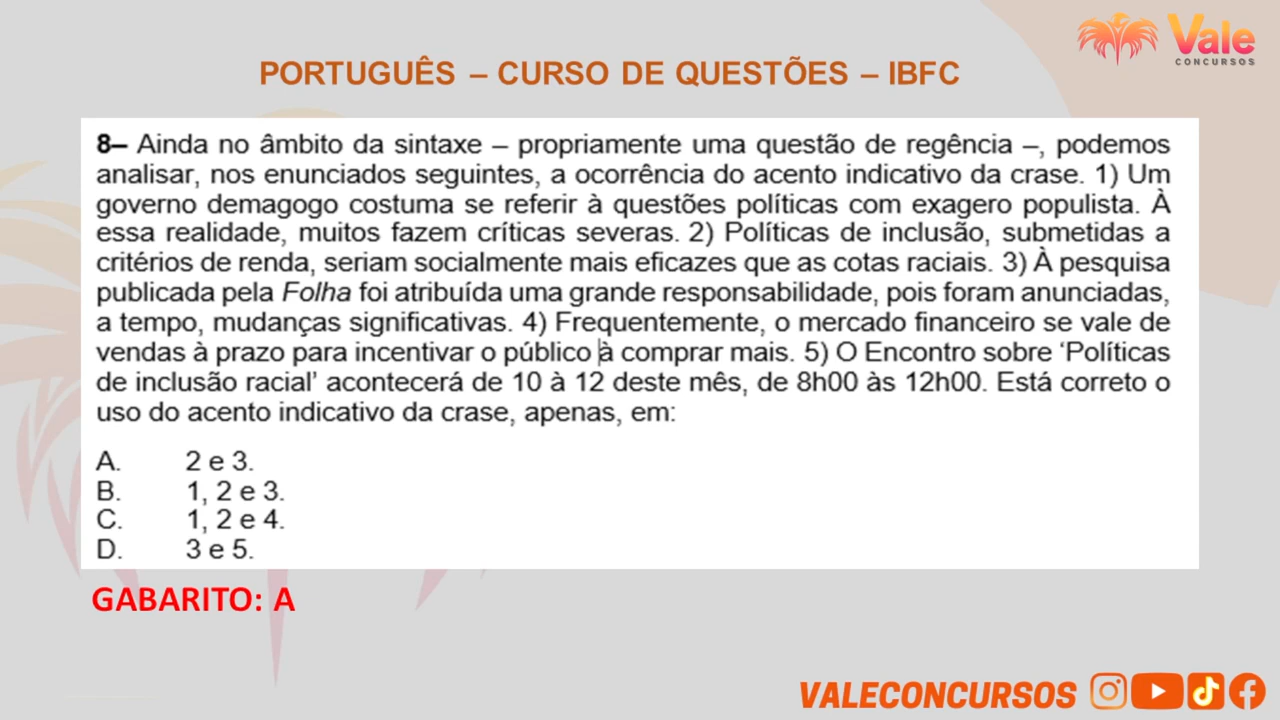 Vale
CONCURSOS
PORTUGUÊS – CURSO DE QUESTÕES – IBFC
8– Ainda no âmbito da sintaxe – propriamente uma questão de regência –, podemos
analisar, nos enunciados seguintes, a ocorrência do acento indicativo da crase. 1) Um
governo demagogo costuma se referir à questões políticas com exagero populista. À
essa realidade, muitos fazem críticas severas. 2) Políticas de inclusão, submetidas a
critérios de renda, seriam socialmente mais eficazes que as cotas raciais. 3) À pesquisa
publicada pela Folha foi atribuída uma grande responsabilidade, pois foram anunciadas,
a tempo, mudanças significativas. 4) Frequentemente, o mercado financeiro se vale de
vendas à prazo para incentivar o público à comprar mais. 5) O Encontro sobre ‘Políticas
de inclusão racial’ acontecerá de 10 à 12 deste mês, de 8h00 às 12h00. Está correto o
uso do acento indicativo da crase, apenas, em:
A. 2 e 3.
B. 1, 2 e 3.
C. 1, 2 e 4.
D. 3 e 5.
GABARITO: A
VALECONCURSOS